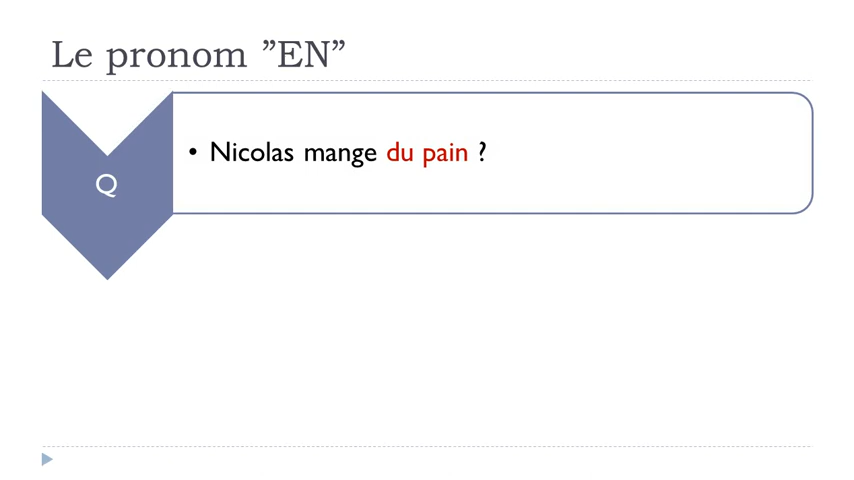 Le pronom ”EN”
Q
• Nicolas mange du pain ?